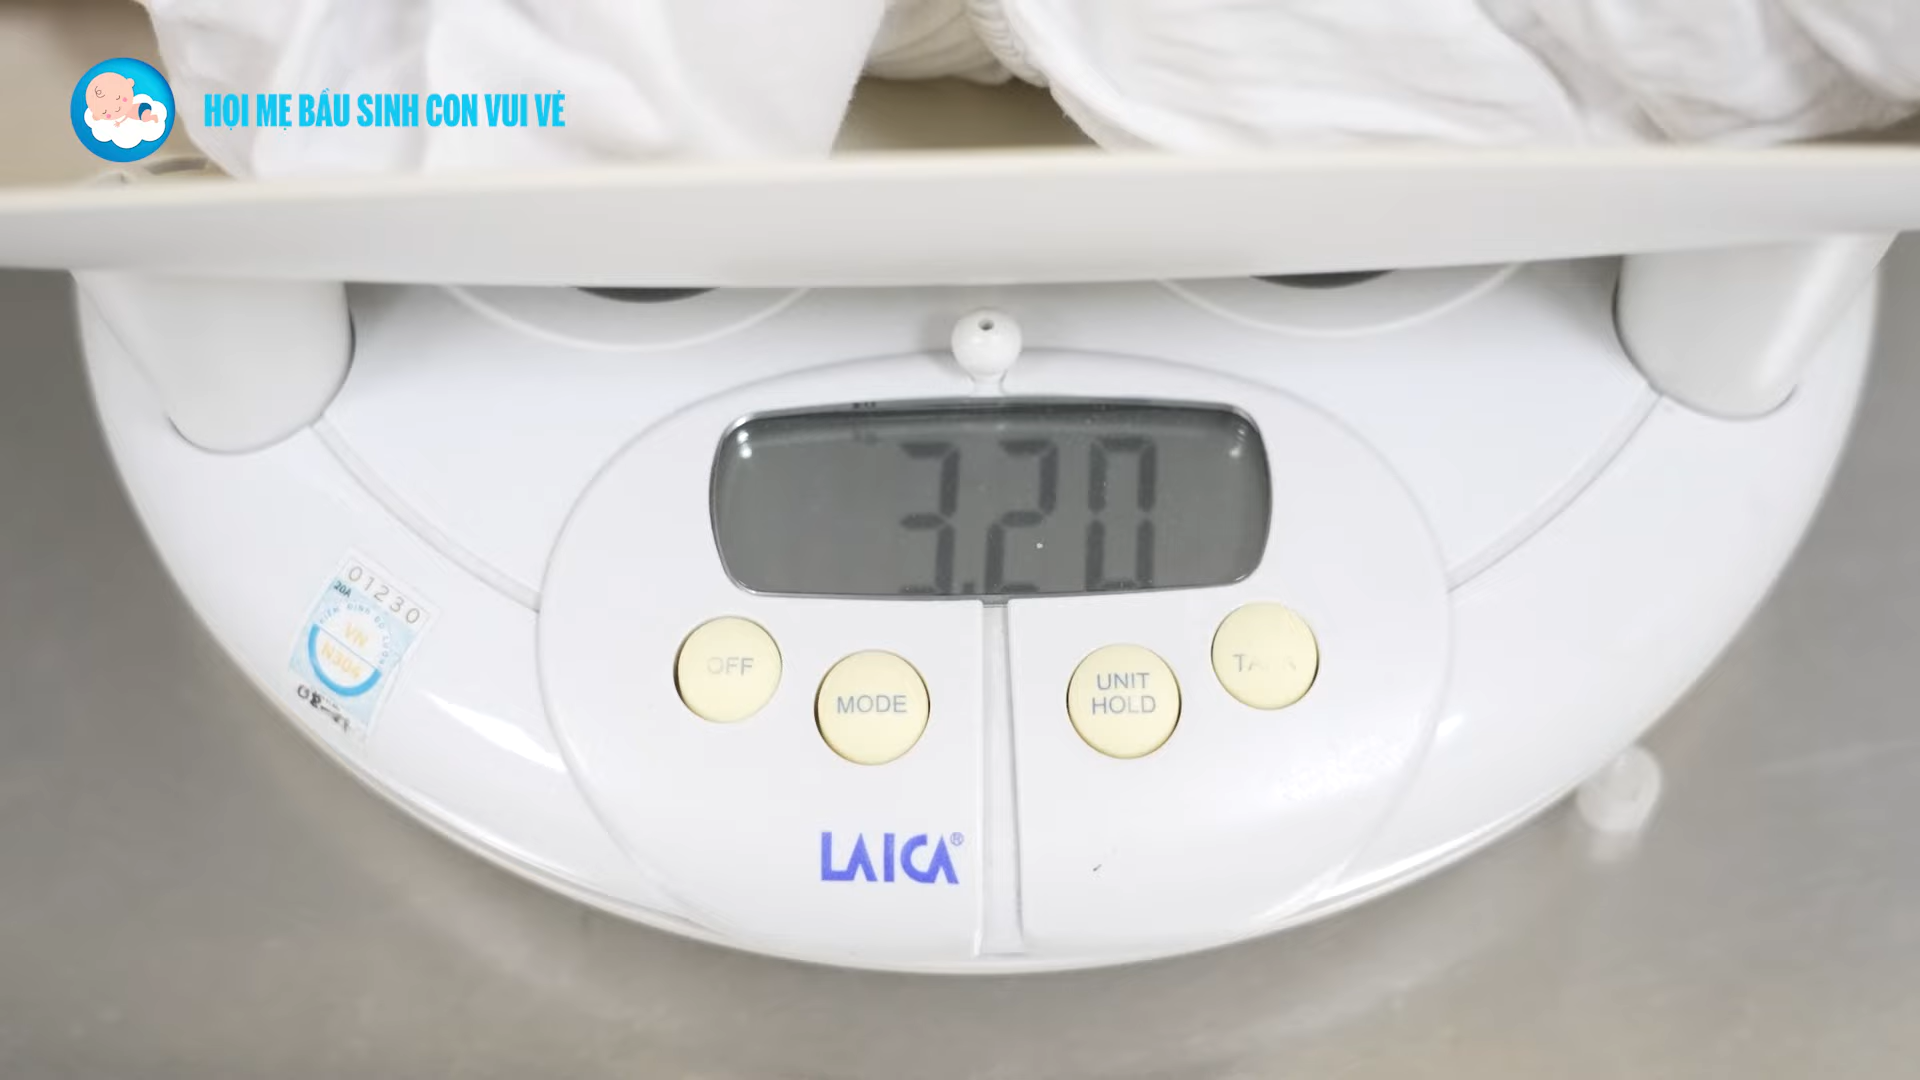 HỘI MẸ BẦU SINH CON VUI VẺ
3.20
01230
20A
VN
N304
OFF
MODE
UNIT
HOLD
LAICA®